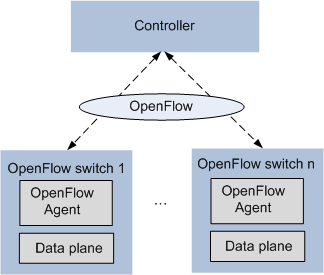 Controller
OpenFlow
OpenFlow switch 1
OpenFlow
Agent
Data plane
...
OpenFlow switch n
OpenFlow
Agent
Data plane